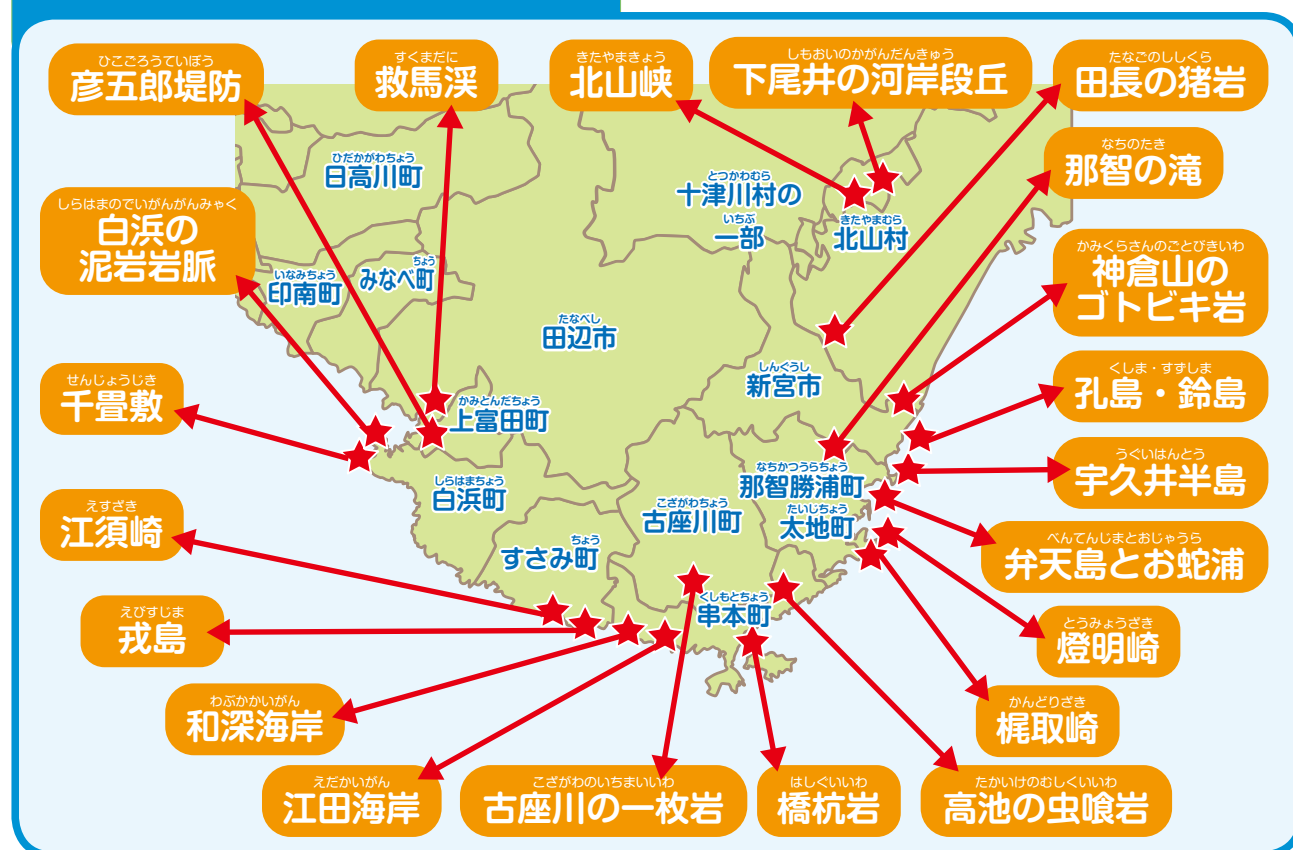 ひこごろうていぼう
彦五郎堤防
すくまだに
救馬渓
きたやまきょう
北山峡
しもおいのかがんだんきゅう
下尾井の河岸段丘
たなごのししくら
田長の猪岩
なちのたき
那智の滝
しらはまのでいがんがんみゃく
白浜の
泥岩岩脈
かみくらさんのごとびきいわ
神倉山の
ゴトビキ岩
せんじょうじき
千畳敷
くしま・すずしま
孔島・鈴島
うぐいはんとう
宇久井半島
えすざき
江須崎
べんてんじまとおじゃうら
弁天島とお蛇浦
えびすじま
戎島
とうみょうざき
燈明崎
わぶかかいがん
和深海岸
かんどりざき
梶取崎
えだかいがん
江田海岸
こざがわのいちまいいわ
古座川の一枚岩
はしぐいいわ
橋杭岩
たかいけのむしくいいわ
高池の虫喰岩
ひだかがわちょう
日高川町
とつかわむら
十津川村の
いちぶ
一部
きたやまむら
北山村
いなみちょう
印南町
ちょう
みなべ町
たなべし
田辺市
しんぐうし
新宮市
かみとんだちょう
上富田町
しらはまちょう
白浜町
なちかつうらちょう
那智勝浦町
こざがわちょう
古座川町
たいじちょう
太地町
ちょう
すさみ町
くしもとちょう
串本町